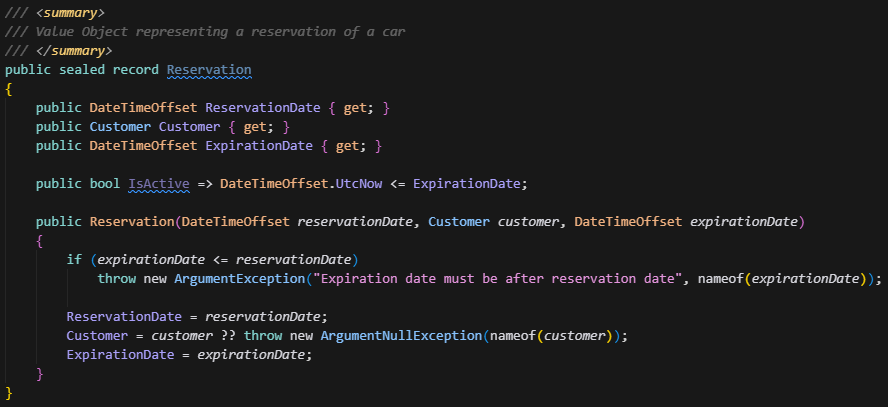 /// <summary>
/// Value Object representing a reservation of a car
/// </summary>
public sealed record Reservation
{
    public DateTimeOffset ReservationDate { get; }
    public Customer Customer { get; }
    public DateTimeOffset ExpirationDate { get; }

    public bool IsActive => DateTimeOffset.UtcNow <= ExpirationDate;

    public Reservation(DateTimeOffset reservationDate, Customer customer, DateTimeOffset expirationDate)
    {
        if (expirationDate <= reservationDate)
            throw new ArgumentException("Expiration date must be after reservation date", nameof(expirationDate));

        ReservationDate = reservationDate;
        Customer = customer ?? throw new ArgumentNullException(nameof(customer));
        ExpirationDate = expirationDate;
    }
}